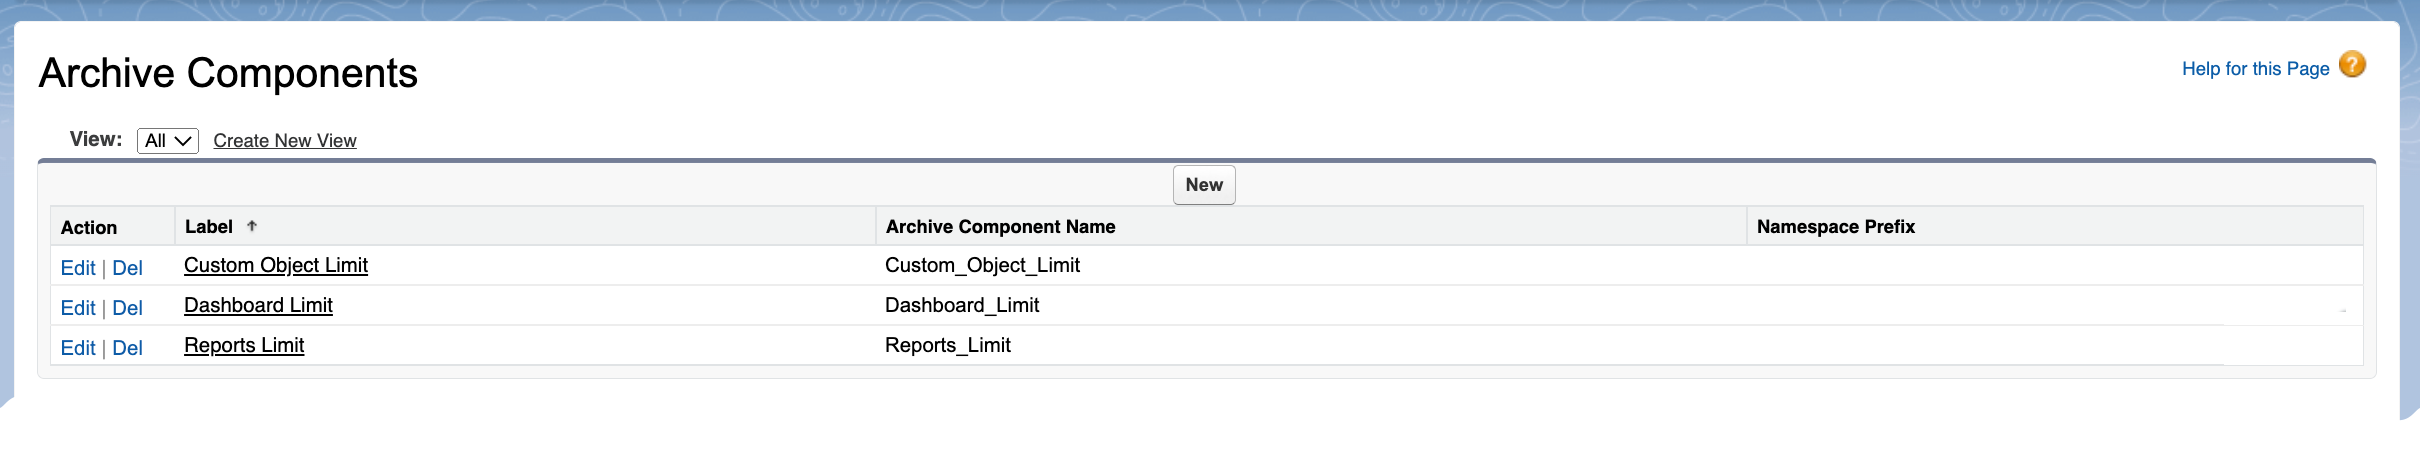 Archive Components
Help for this Page ?
View: All Create New View
New
Action Label ↑ Archive Component Name Namespace Prefix
Edit | Del Custom Object Limit Custom_Object_Limit
Edit | Del Dashboard Limit Dashboard_Limit
Edit | Del Reports Limit Reports_Limit